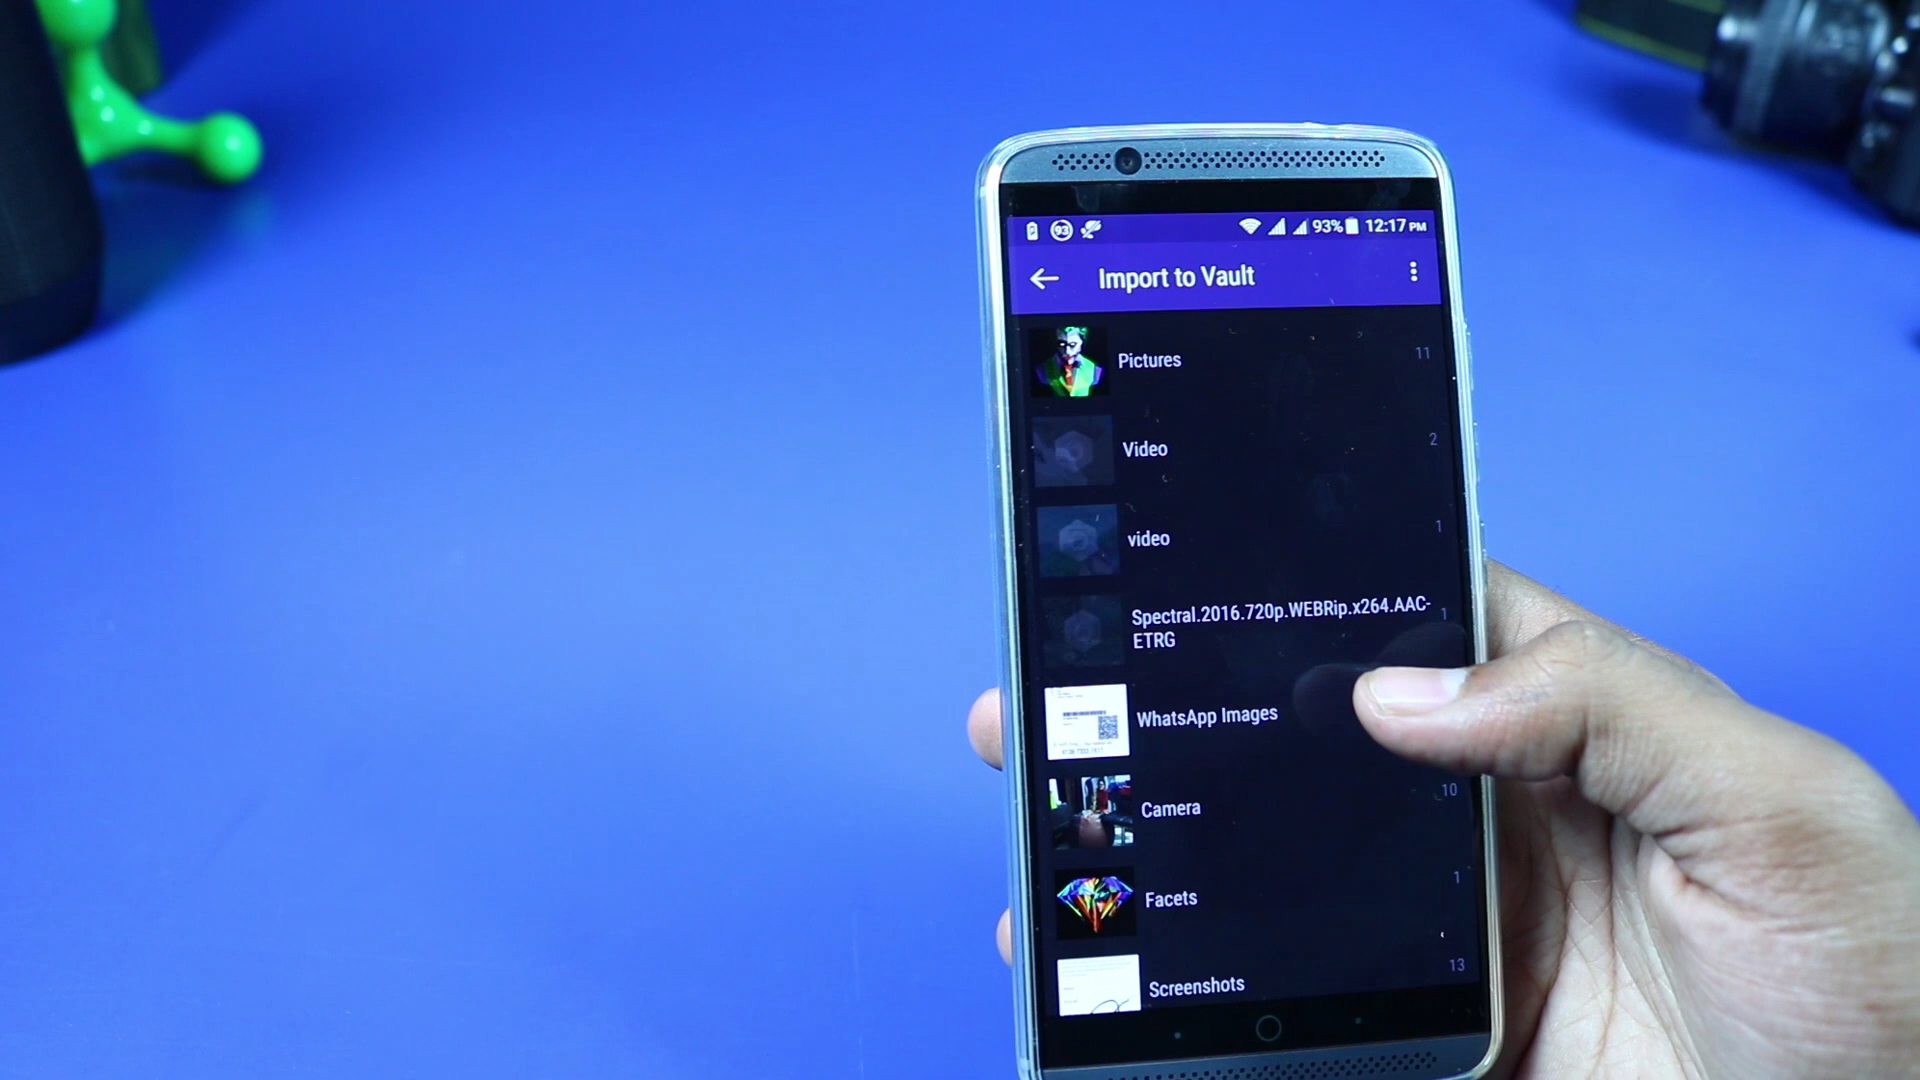 93 93% 12:17 PM
Import to Vault
Pictures 11
Video 2
video 1
Spectral.2016.720p.WEBRip.x264.AAC- 1
ETRG
WhatsApp Images
Camera 10
Facets 1
Screenshots 13